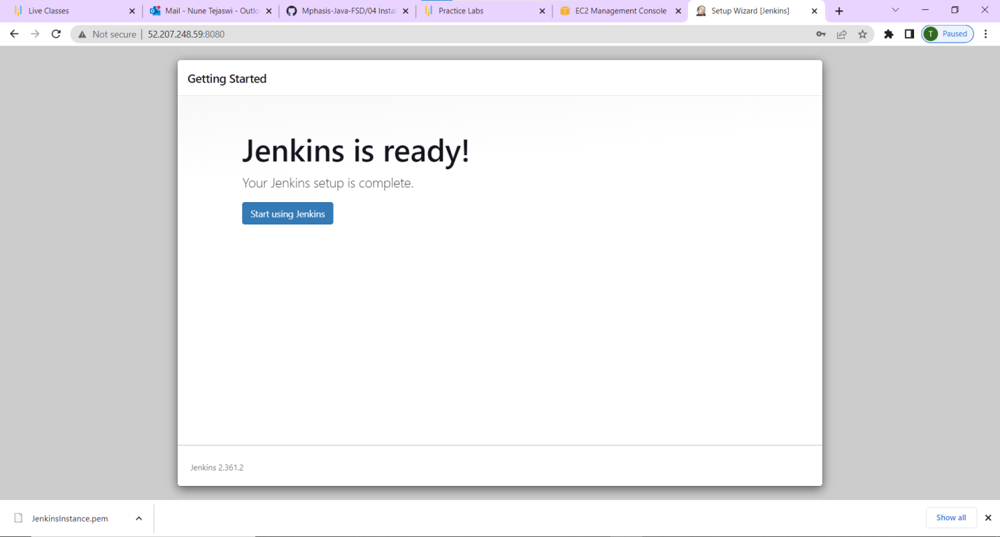 Live Classes
Mail - Nune Tejaswi - Outlo
Mphasis-Java-FSD/04 Instal
Practice Labs
EC2 Management Console
Setup Wizard [Jenkins]
Not secure
52.207.248.59:8080
T
Paused
Getting Started
Jenkins is ready!
Your Jenkins setup is complete.
Start using Jenkins
Jenkins 2.361.2
JenkinsInstance.pem
Show all